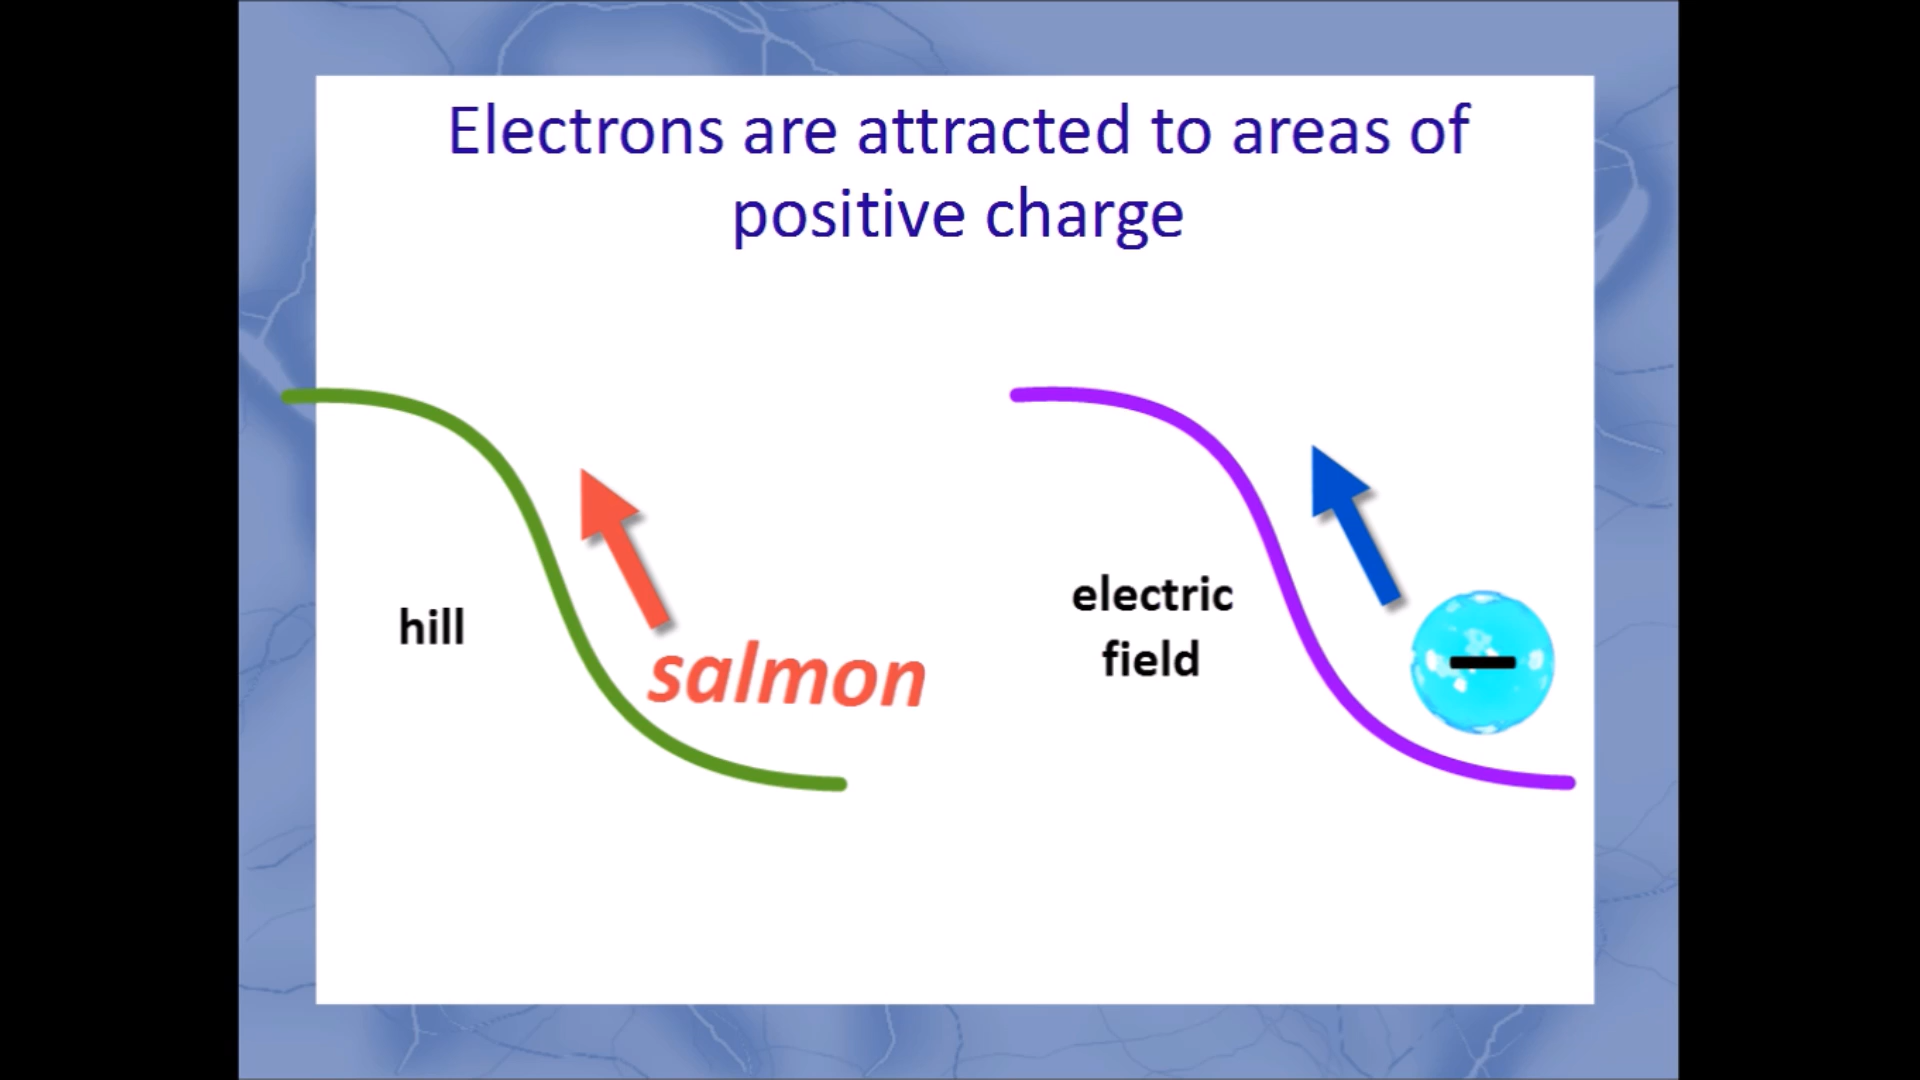 Electrons are attracted to areas of
positive charge
hill
salmon
electric
field